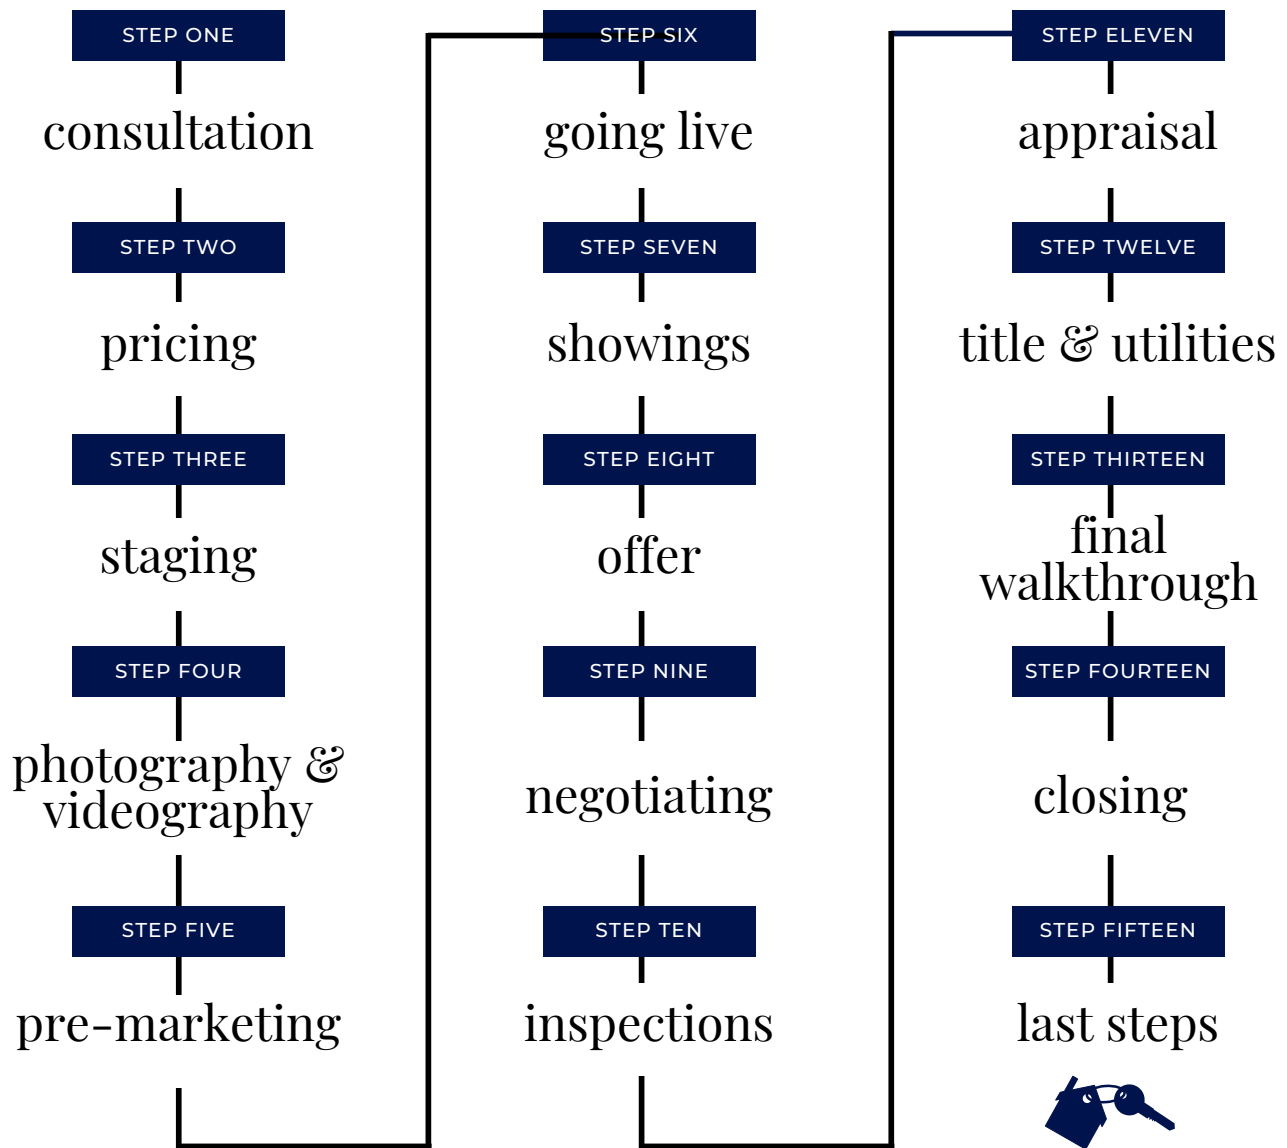 STEP ONE
consultation
STEP TWO
pricing
STEP THREE
staging
STEP FOUR
photography &
videography
STEP FIVE
pre-marketing
STEP SIX
going live
STEP SEVEN
showings
STEP EIGHT
offer
STEP NINE
negotiating
STEP TEN
inspections
STEP ELEVEN
appraisal
STEP TWELVE
title & utilities
STEP THIRTEEN
final
walkthrough
STEP FOURTEEN
closing
STEP FIFTEEN
last steps